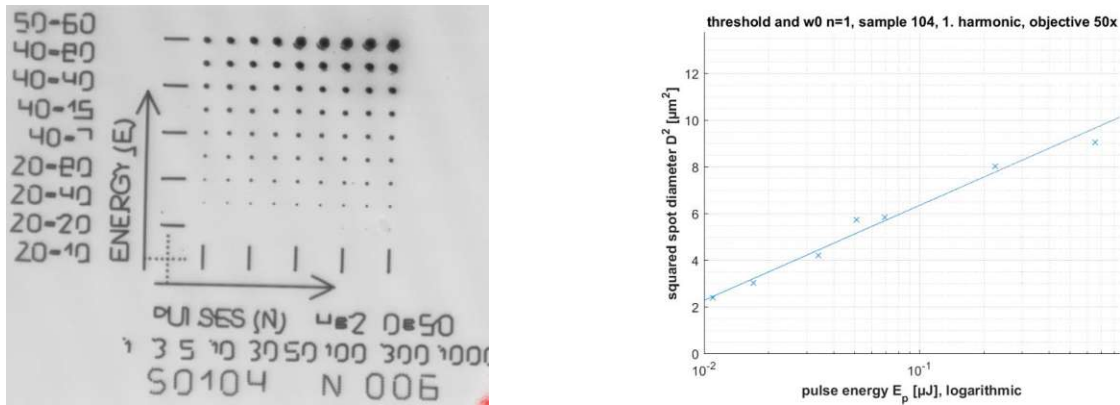 50-60
40-80
40-40
40-15
40-7
20-80
20-40
20-20
20-10
ENERGY (E)
PULSES (N)
0=50
1 3 5 10 30 50 100 300 1000
S0104 N 006
threshold and w0 n=1, sample 104, 1. harmonic, objective 50x
squared spot diameter D² [µm²]
12
10
8
6
4
2
0
10⁻² 10⁻¹
pulse energy Eₚ [µJ], logarithmic